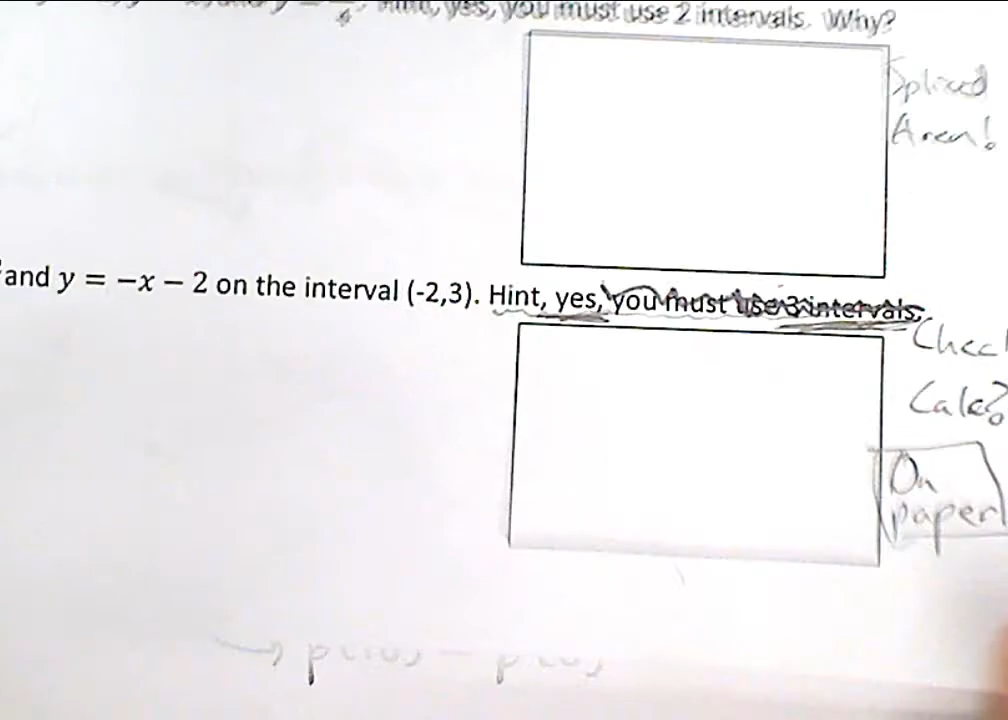 yes, you must use 2 intervals. Why?
Spliced
Area!
and y = −x − 2 on the interval (-2,3). Hint, yes, you must use 3 intervals.
Check
Calc?
On
paper